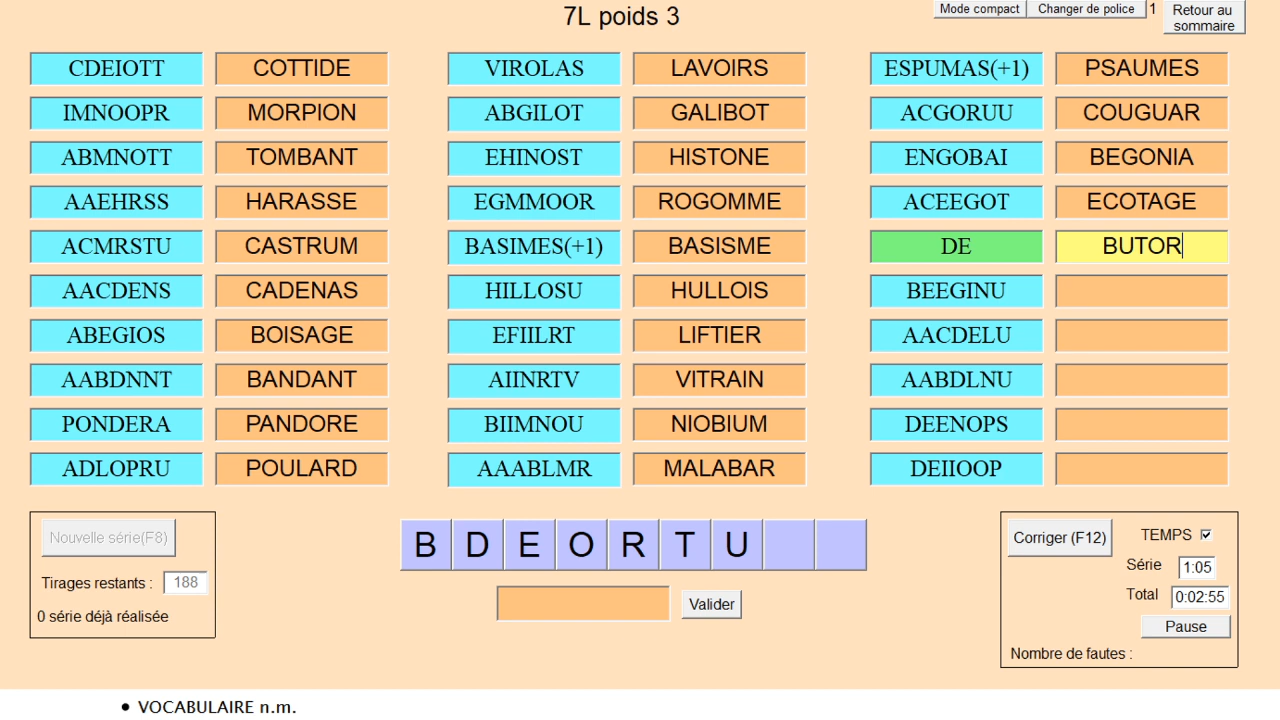 7L poids 3
Mode compact Changer de police 1 Retour au
sommaire
CDEIOTT COTTIDE VIROLAS LAVOIRS ESPUMAS(+1) PSAUMES
IMNOOPR MORPION ABGILOT GALIBOT ACGORUU COUGUAR
ABMNOTT TOMBANT EHINOST HISTONE ENGOBAI BEGONIA
AAEHRSS HARASSE EGMMOOR ROGOMME ACEEGOT ECOTAGE
ACMRSTU CASTRUM BASIMES(+1) BASISME DE BUTOR
AACDENS CADENAS HILLOSU HULLOIS BEEGINU
ABEGIOS BOISAGE EFIILRT LIFTIER AACDELU
AABDNNT BANDANT AIINRTV VITRAIN AABDLNU
PONDERA PANDORE BIIMNOU NIOBIUM DEENOPS
ADLOPRU POULARD AAABLMR MALABAR DEIIOOP
Nouvelle série(F8)
Tirages restants : 188
0 série déjà réalisée
B D E O R T U
Valider
Corriger (F12) TEMPS
Série 1:05
Total 0:02:55
Pause
Nombre de fautes :
• VOCABULAIRE n.m.